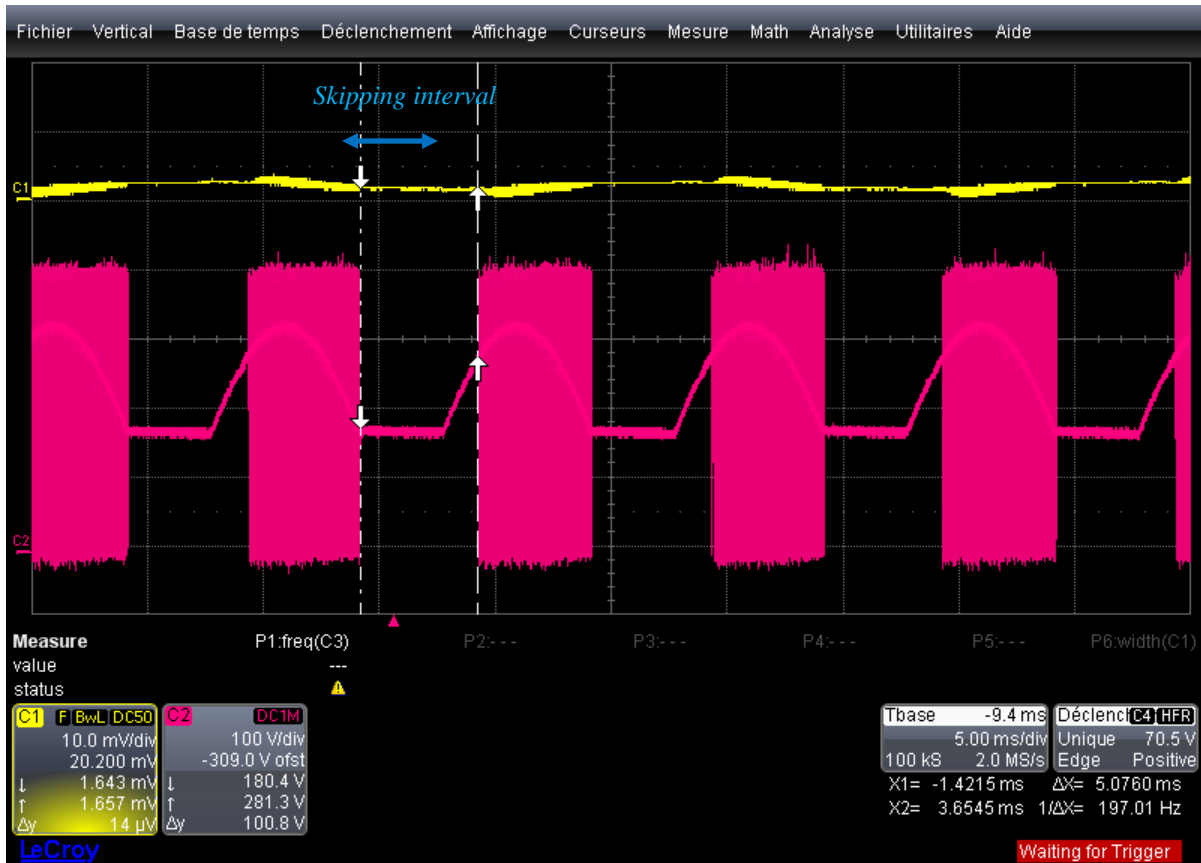 Fichier Vertical Base de temps Déclenchement Affichage Curseurs Mesure Math Analyse Utilitaires Aide
Skipping interval
C1
C2
Measure P1:freq(C3) P2:- - - P3:- - - P4:- - - P5:- - - P6:width(C1)
value ---
status
C1 F BwL DC50
10.0 mV/div
20.200 mV
↓ 1.643 mV
↑ 1.657 mV
Δy 14 µV
C2 DC1M
100 V/div
-309.0 V ofst
↓ 180.4 V
↑ 281.3 V
Δy 100.8 V
Tbase -9.4 ms
5.00 ms/div
100 kS 2.0 MS/s
Déclencl C4 HFR
Unique 70.5 V
Edge Positive
X1= -1.4215 ms ΔX= 5.0760 ms
X2= 3.6545 ms 1/ΔX= 197.01 Hz
LeCroy
Waiting for Trigger